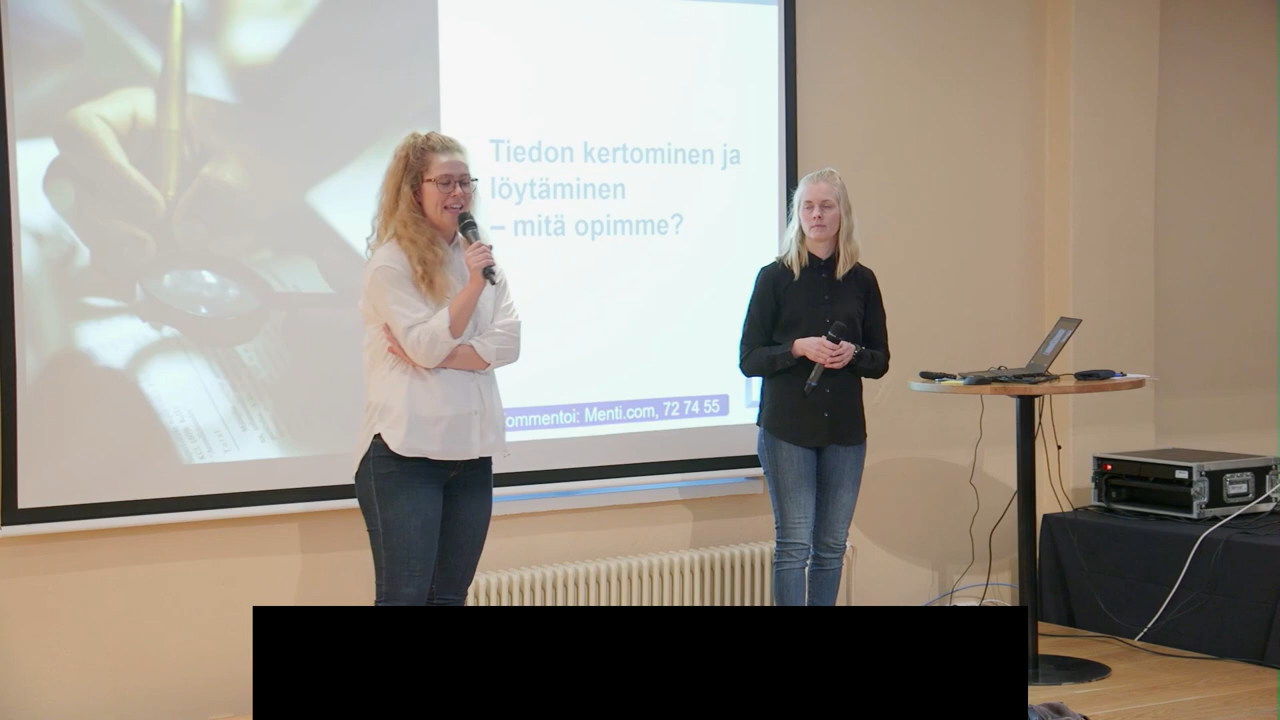 Tiedon kertominen ja
löytäminen
– mitä opimme?
ommentoi: Menti.com, 72 74 55